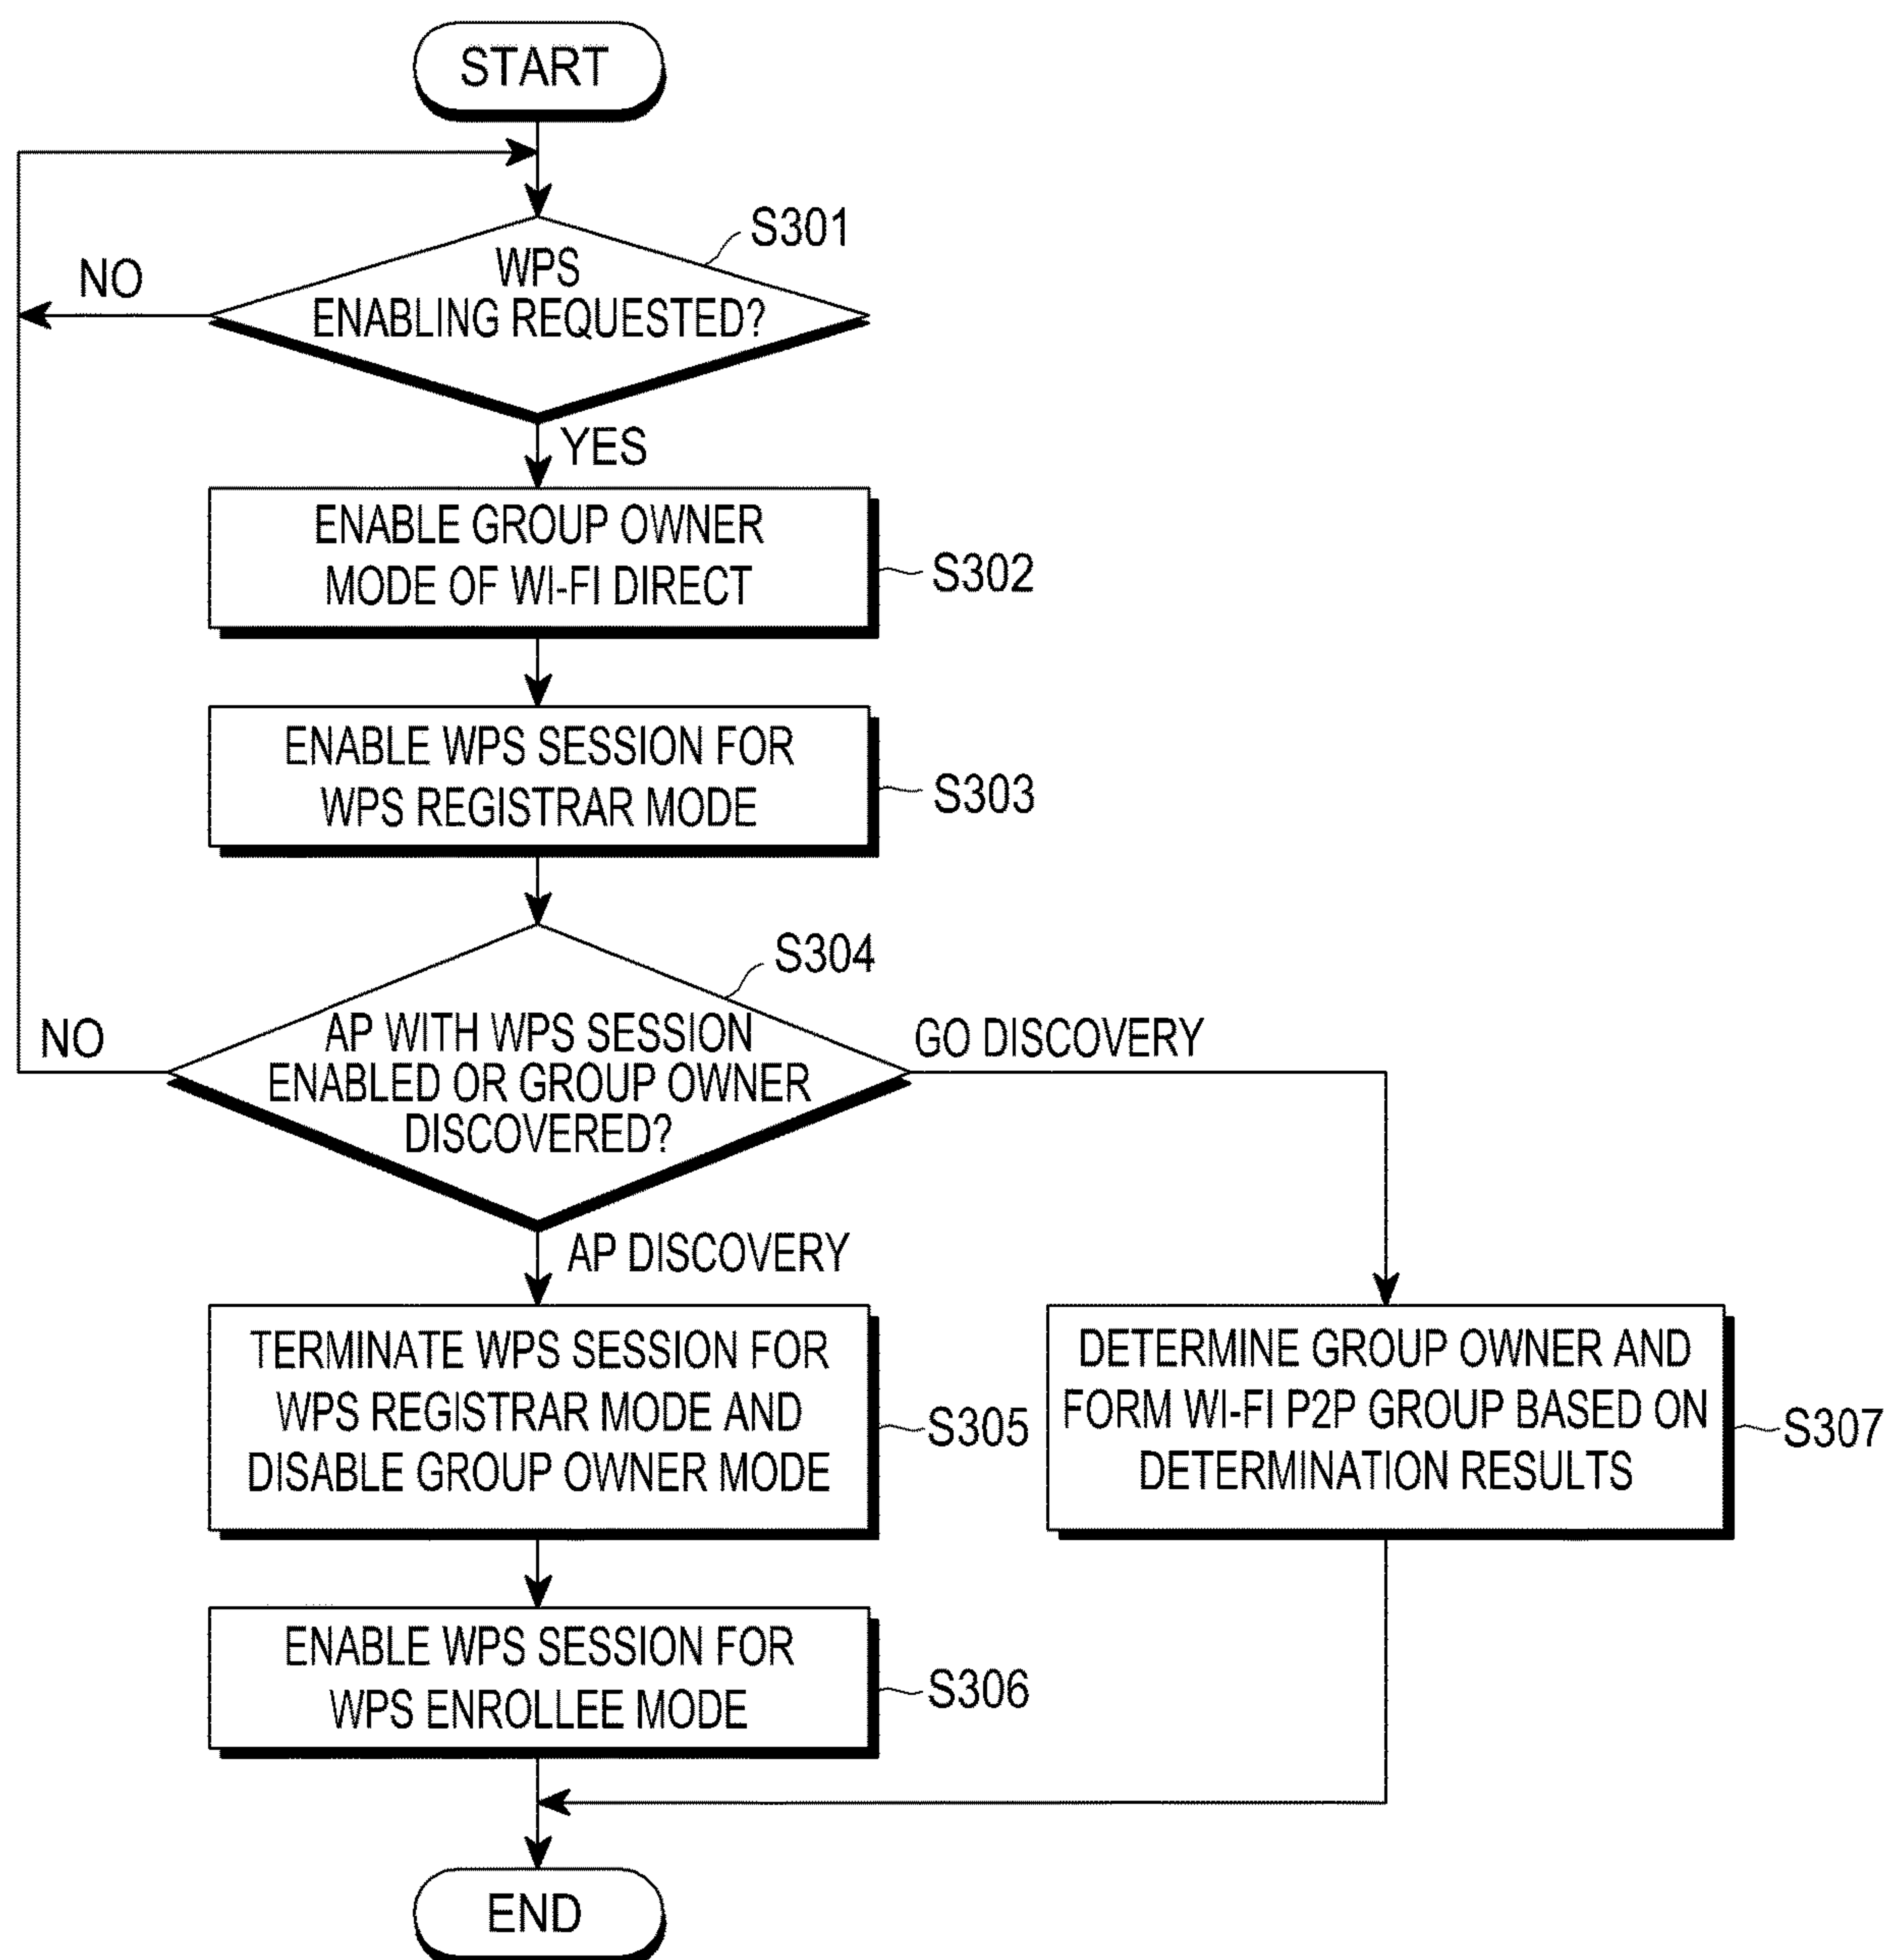 START
S301
WPS
ENABLING REQUESTED?
NO
YES
ENABLE GROUP OWNER
MODE OF WI-FI DIRECT
S302
ENABLE WPS SESSION FOR
WPS REGISTRAR MODE
S303
S304
AP WITH WPS SESSION
ENABLED OR GROUP OWNER
DISCOVERED?
NO
GO DISCOVERY
AP DISCOVERY
TERMINATE WPS SESSION FOR
WPS REGISTRAR MODE AND
DISABLE GROUP OWNER MODE
S305
DETERMINE GROUP OWNER AND
FORM WI-FI P2P GROUP BASED ON
DETERMINATION RESULTS
S307
ENABLE WPS SESSION FOR
WPS ENROLLEE MODE
S306
END